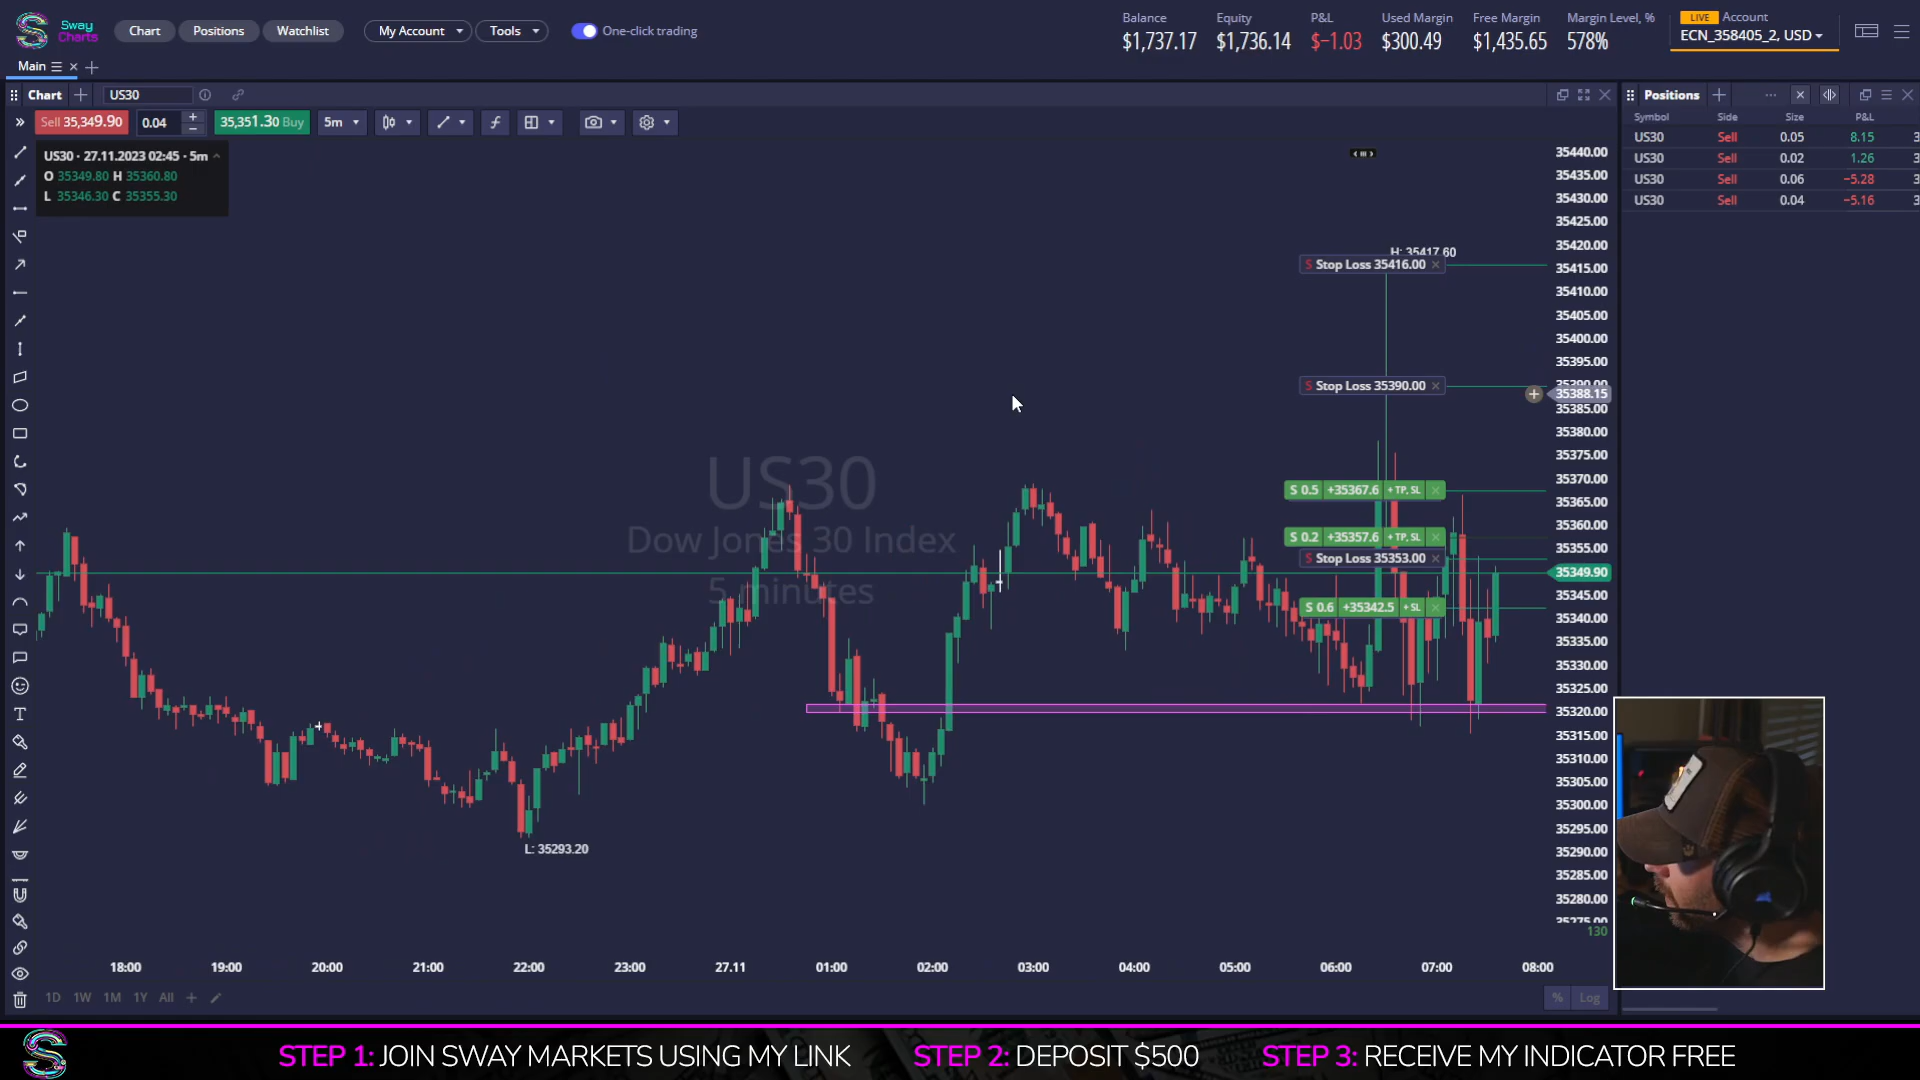 Sway
Charts
Chart
Positions
Watchlist
My Account
Tools
One-click trading
Balance
$1,737.17
Equity
$1,736.14
P&L
$−1.03
Used Margin
$300.49
Free Margin
$1,435.65
Margin Level, %
578%
LIVE Account
ECN_358405_2, USD
Main
Chart
US30
Sell 35,349.90
0.04
35,351.30 Buy
5m
US30 · 27.11.2023 02:45 · 5m
O 35349.80 H 35360.80
L 35346.30 C 35355.30
US30
Dow Jones 30 Index
5 minutes
H: 35417.60
Stop Loss 35416.00
Stop Loss 35390.00
S 0.5 +35367.6 + TP, SL
S 0.2 +35357.6 + TP, SL
Stop Loss 35353.00
S 0.6 +35342.5 + SL
L: 35293.20
35440.00
35435.00
35430.00
35425.00
35420.00
35415.00
35410.00
35405.00
35400.00
35395.00
35390.00
35388.15
35385.00
35380.00
35375.00
35370.00
35365.00
35360.00
35355.00
35349.90
35345.00
35340.00
35335.00
35330.00
35325.00
35320.00
35315.00
35310.00
35305.00
35300.00
35295.00
35290.00
35285.00
35280.00
35275.00
130
18:00 19:00 20:00 21:00 22:00 23:00 27.11 01:00 02:00 03:00 04:00 05:00 06:00 07:00 08:00
1D 1W 1M 1Y All
% Log
Positions
Symbol Side Size P&L
US30 Sell 0.05 8.15 3
US30 Sell 0.02 1.26 3
US30 Sell 0.06 −5.28 3
US30 Sell 0.04 −5.16 3
STEP 1: JOIN SWAY MARKETS USING MY LINK STEP 2: DEPOSIT $500 STEP 3: RECEIVE MY INDICATOR FREE